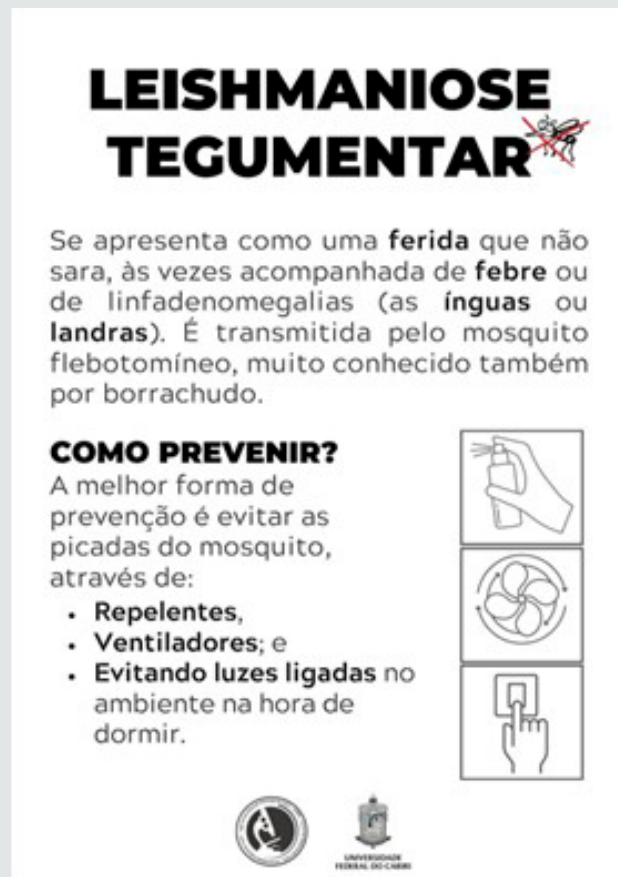 LEISHMANIOSE
TEGUMENTAR
Se apresenta como uma ferida que não
sara, às vezes acompanhada de febre ou
de linfadenomegalias (as ínguas ou
landras). É transmitida pelo mosquito
flebotomíneo, muito conhecido também
por borrachudo.
COMO PREVENIR?
A melhor forma de
prevenção é evitar as
picadas do mosquito,
através de:
• Repelentes,
• Ventiladores; e
• Evitando luzes ligadas no
ambiente na hora de
dormir.
UNIVERSIDADE
FEDERAL DO CARIRI